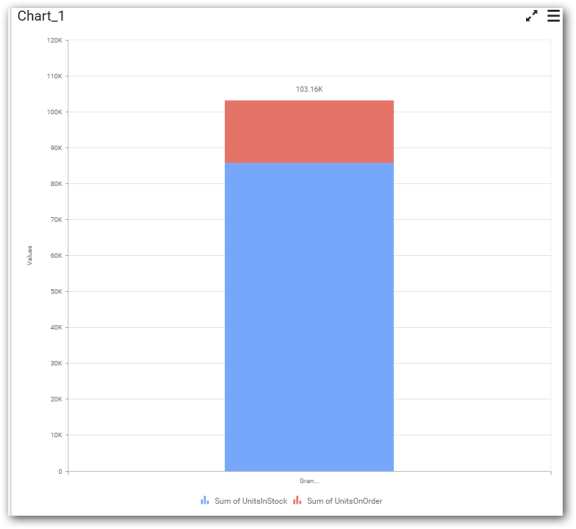 Chart_1
120K
110K
103.16K
100K
90K
80K
70K
60K
Values
50K
40K
30K
20K
10K
0
Gran...
Sum of UnitsInStock Sum of UnitsOnOrder